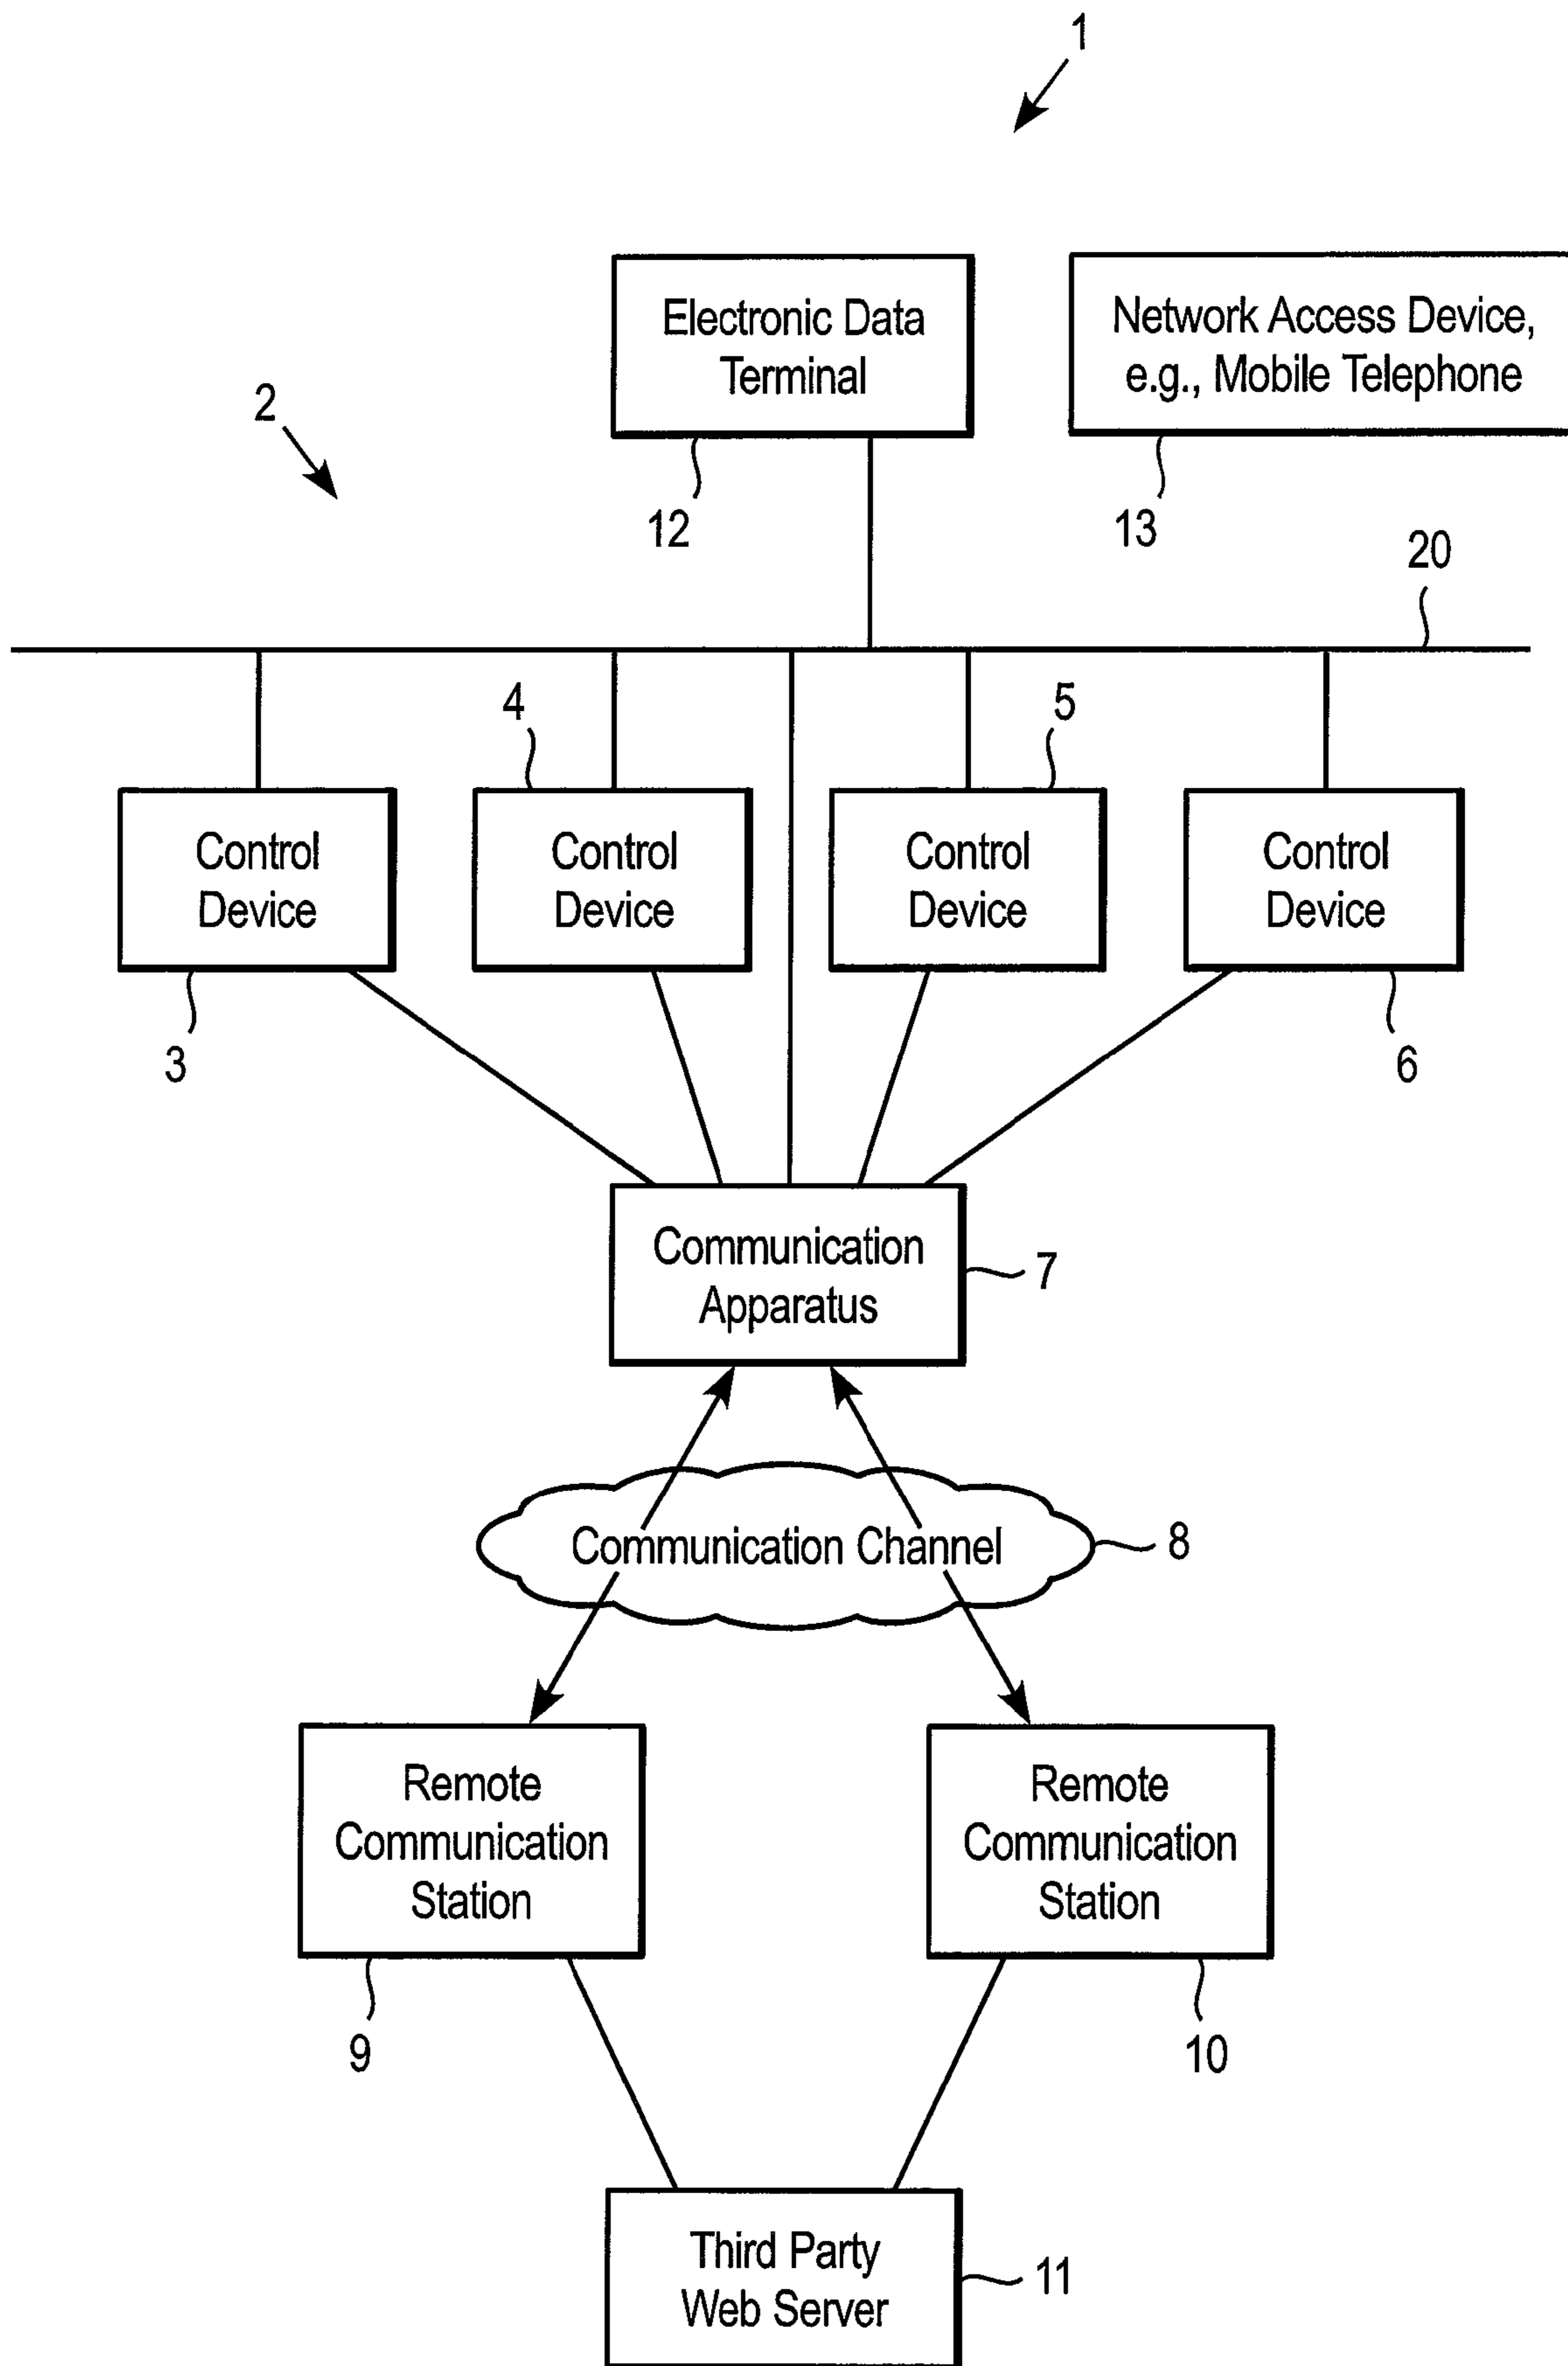 1
Electronic Data
Terminal
Network Access Device,
e.g., Mobile Telephone
2
12
13
20
4
5
Control
Device
Control
Device
Control
Device
Control
Device
3
6
Communication
Apparatus
7
Communication Channel
8
Remote
Communication
Station
Remote
Communication
Station
9
10
Third Party
Web Server
11